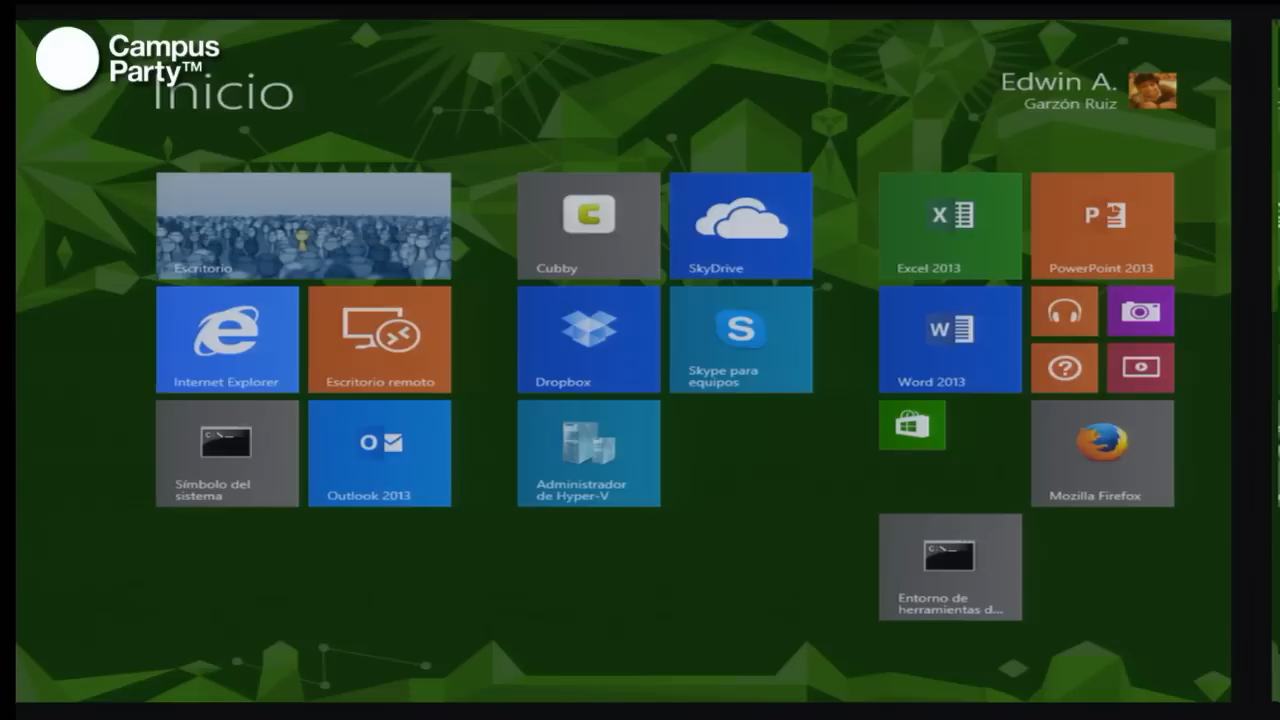 Campus
Party™
Inicio
Edwin A.
Garzón Ruiz
Escritorio
Cubby
SkyDrive
Excel 2013
PowerPoint 2013
P
X
Internet Explorer
Escritorio remoto
Dropbox
S
Skype para
equipos
W
Word 2013
?
C:\_
Símbolo del
sistema
O
Outlook 2013
Administrador
de Hyper-V
Mozilla Firefox
C:\_
Entorno de
herramientas d...